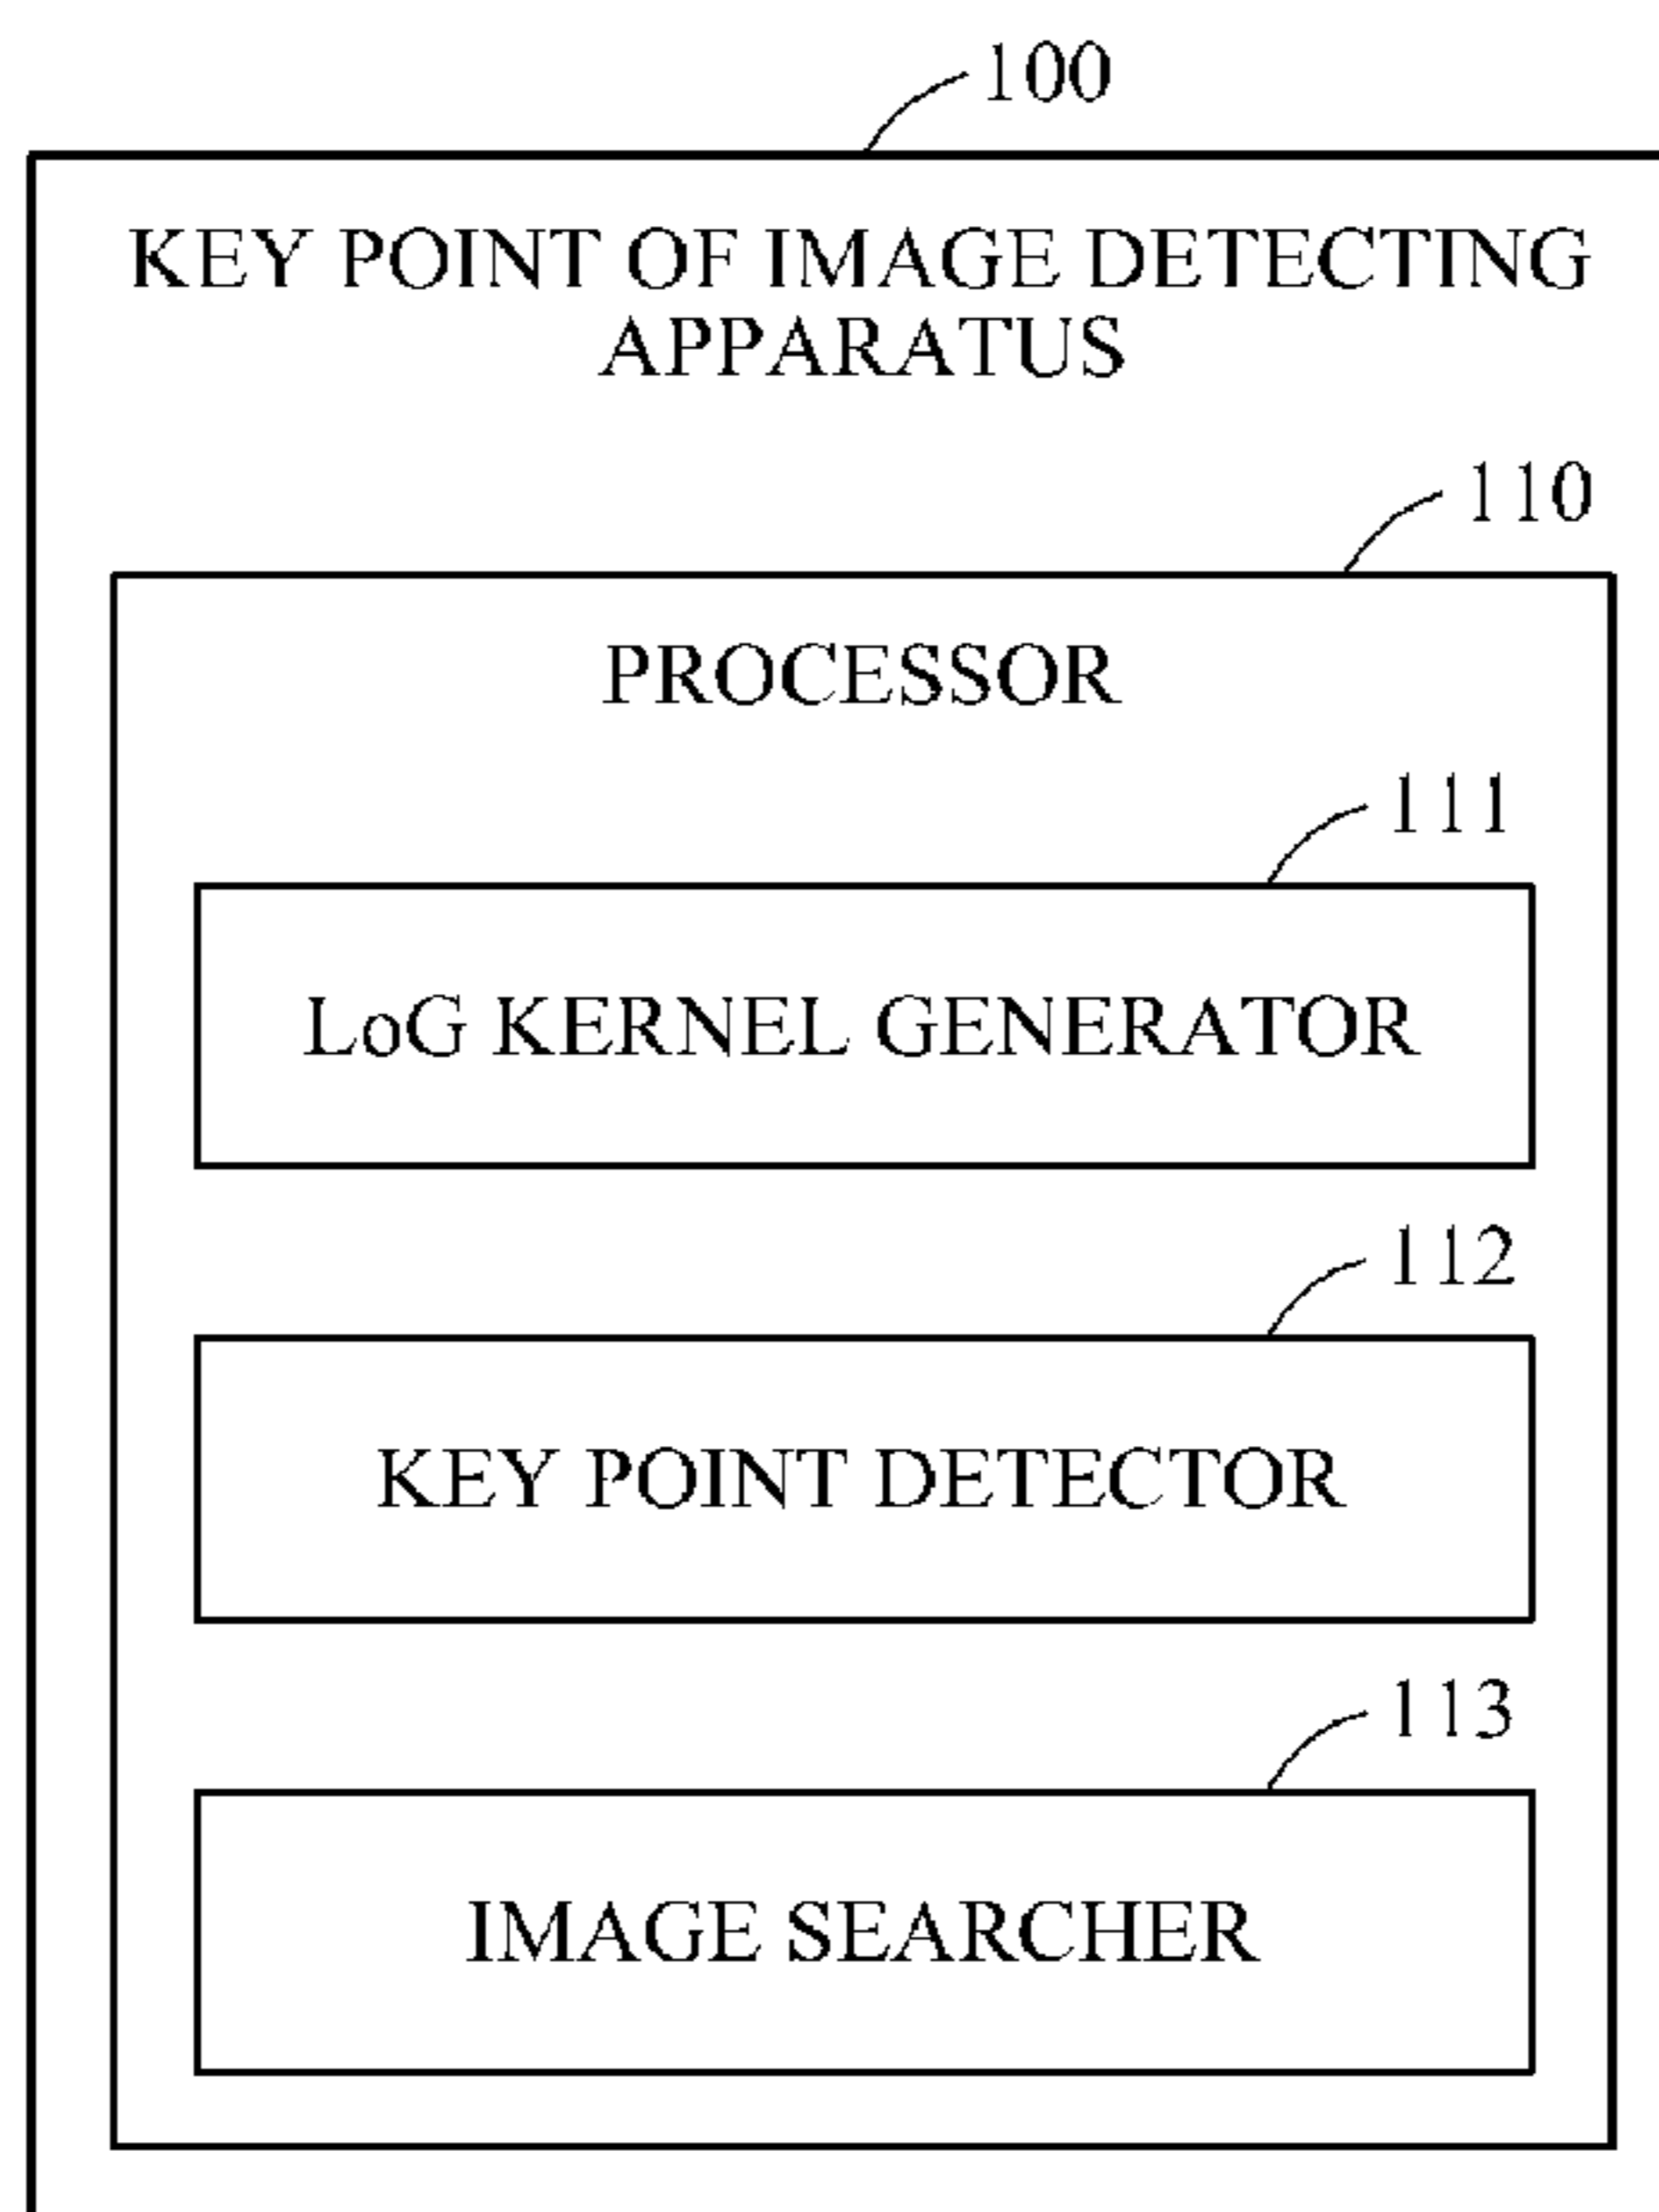 100
KEY POINT OF IMAGE DETECTING
APPARATUS
110
PROCESSOR
111
LoG KERNEL GENERATOR
112
KEY POINT DETECTOR
113
IMAGE SEARCHER